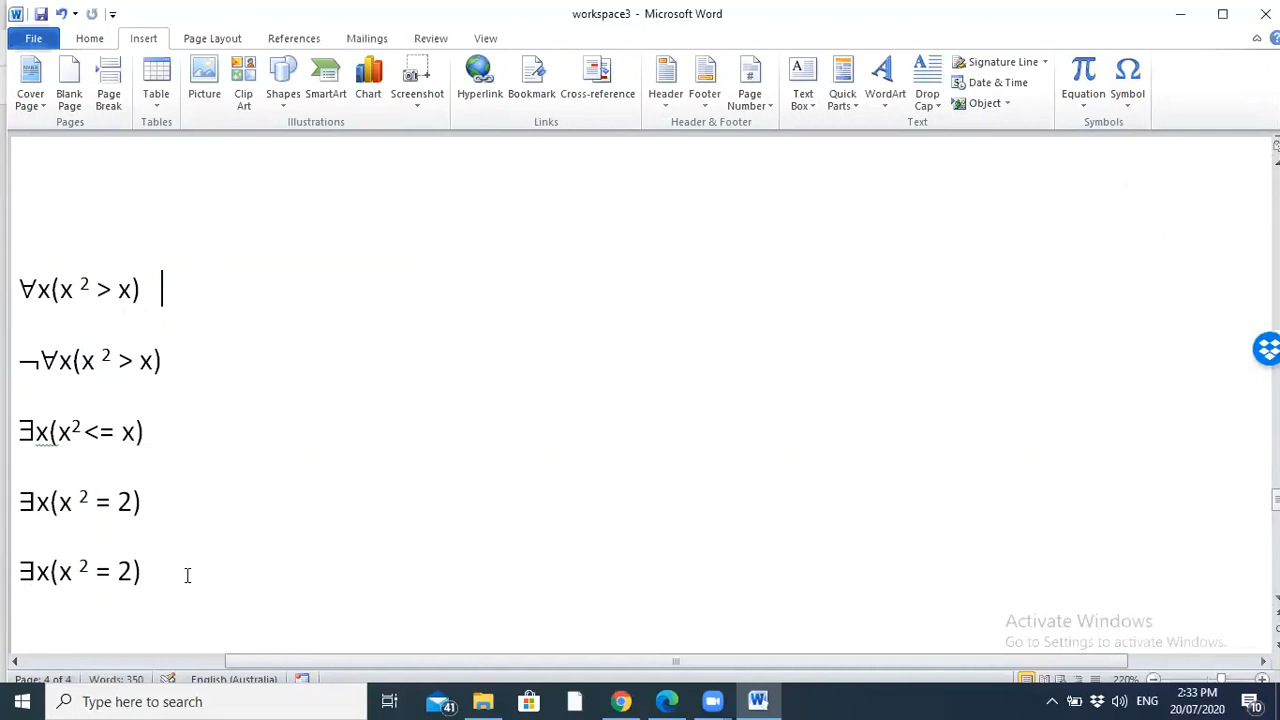 workspace3 - Microsoft Word
File Home Insert Page Layout References Mailings Review View
Cover Page Blank Page Page Break Table Picture Clip Art Shapes SmartArt Chart Screenshot Hyperlink Bookmark Cross-reference Header Footer Page Number Text Box Quick Parts WordArt Drop Cap Signature Line Date & Time Object Equation Symbol
Pages Tables Illustrations Links Header & Footer Text Symbols
∀x(x ² > x)
¬∀x(x ² > x)
∃x(x² <= x)
∃x(x ² = 2)
∃x(x ² = 2)
Activate Windows
Go to Settings to activate Windows.
Page: 4 of 4 Words: 350 English (Australia) 220%
Type here to search 41 ENG 2:33 PM 20/07/2020 10